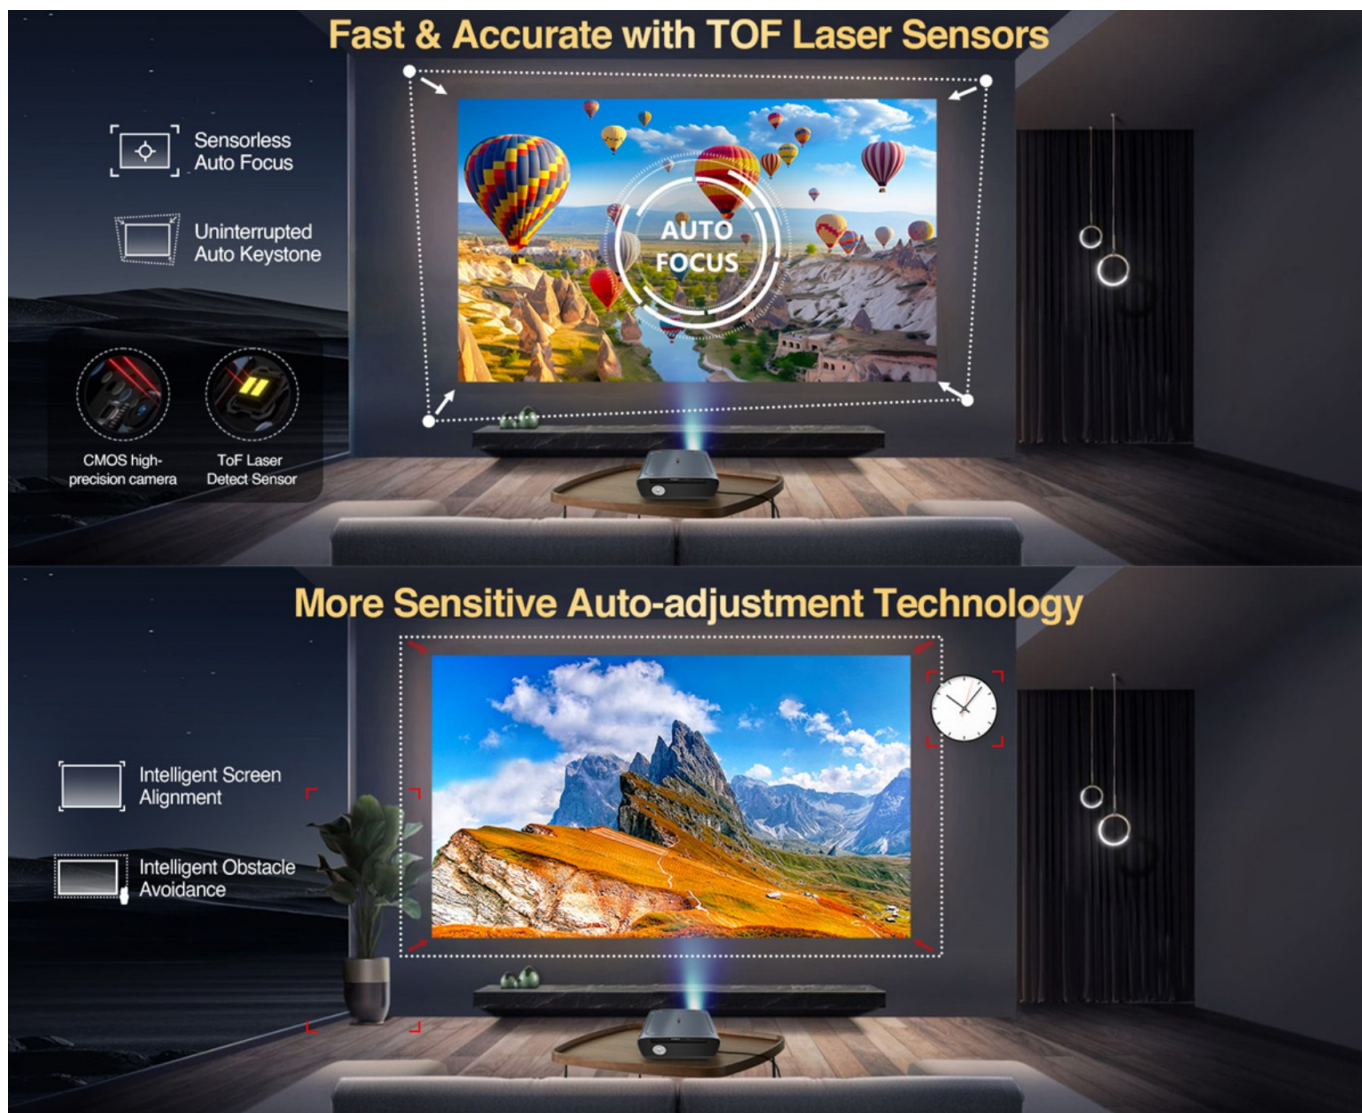 Fast & Accurate with TOF Laser Sensors
Sensorless
Auto Focus
Uninterrupted
Auto Keystone
AUTO
FOCUS
CMOS high-
precision camera
ToF Laser
Detect Sensor
More Sensitive Auto-adjustment Technology
Intelligent Screen
Alignment
Intelligent Obstacle
Avoidance